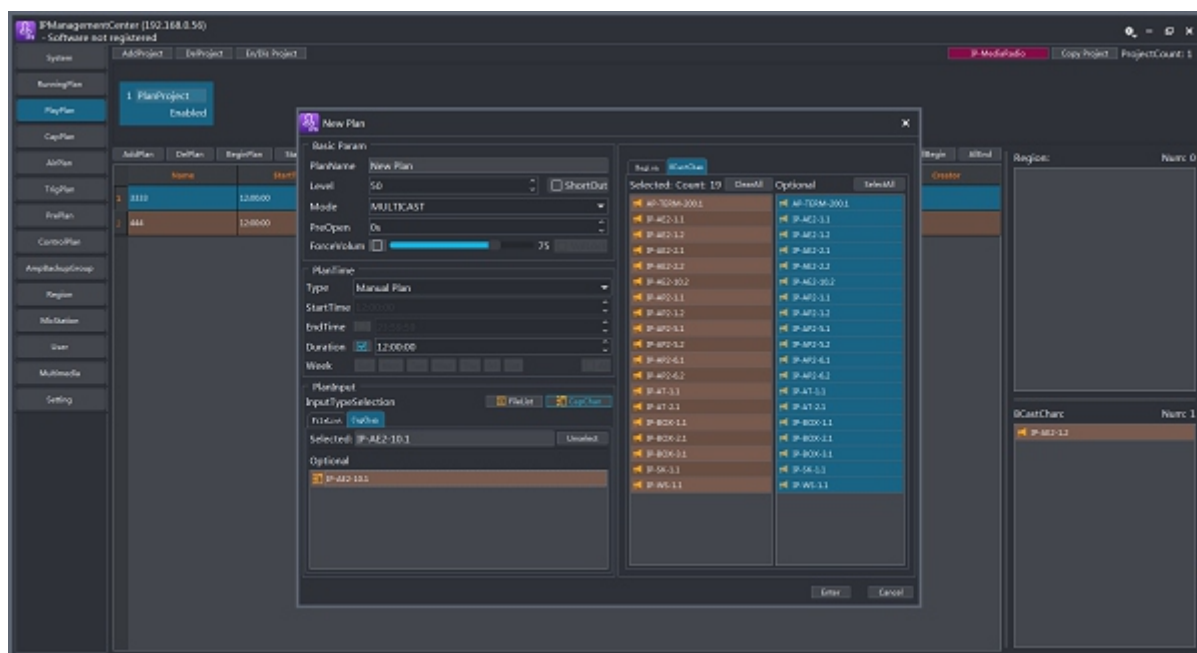 IPManagementCenter (192.168.0.56)
- Software not registered
AddProject DelProject En/Dis Project IP-MediaRadio Copy Project ProjectCount: 1
System
RunningPlan
PlayPlan
CapPlan
AlrPlan
TrigPlan
PrePlan
ControlPlan
AmpBackupGroup
Region
MicStation
User
Multimedia
Setting
1 PlanProject
Enabled
AddPlan DelPlan BeginPlan
Name Creator
1 3333 12:00:00
2 444 12:00:00
Region: Num: 0
BCastChan: Num: 1
New Plan
Basic Param
PlanName New Plan
Level 50 ShortOut
Mode MULTICAST
PreOpen 0s
ForceVolum 75
PlanTime
Type Manual Plan
StartTime
EndTime
Duration 12:00:00
Week
PlanInput
InputTypeSelection FileList CapChan
FileList CapChan
Selected: IP-AE2-10.1 Unselect
Optional
IP-AE2-10.1
Region BCastChan
Selected: Count: 19 CleanAll Optional SelectAll
AP-TERM-200.1 AP-TERM-200.1
IP-AE2-1.1 IP-AE2-1.1
IP-AE2-1.2 IP-AE2-1.2
IP-AE2-2.1 IP-AE2-2.1
IP-AE2-2.2 IP-AE2-2.2
IP-AE2-10.2 IP-AE2-10.2
IP-AP2-1.1 IP-AP2-1.1
IP-AP2-1.2 IP-AP2-1.2
IP-AP2-5.1 IP-AP2-5.1
IP-AP2-5.2 IP-AP2-5.2
IP-AP2-6.1 IP-AP2-6.1
IP-AP2-6.2 IP-AP2-6.2
IP-AT-1.1 IP-AT-1.1
IP-AT-2.1 IP-AT-2.1
IP-BOX-1.1 IP-BOX-1.1
IP-BOX-2.1 IP-BOX-2.1
IP-BOX-3.1 IP-BOX-3.1
IP-SK-1.1 IP-SK-1.1
IP-WS-1.1 IP-WS-1.1
Enter Cancel